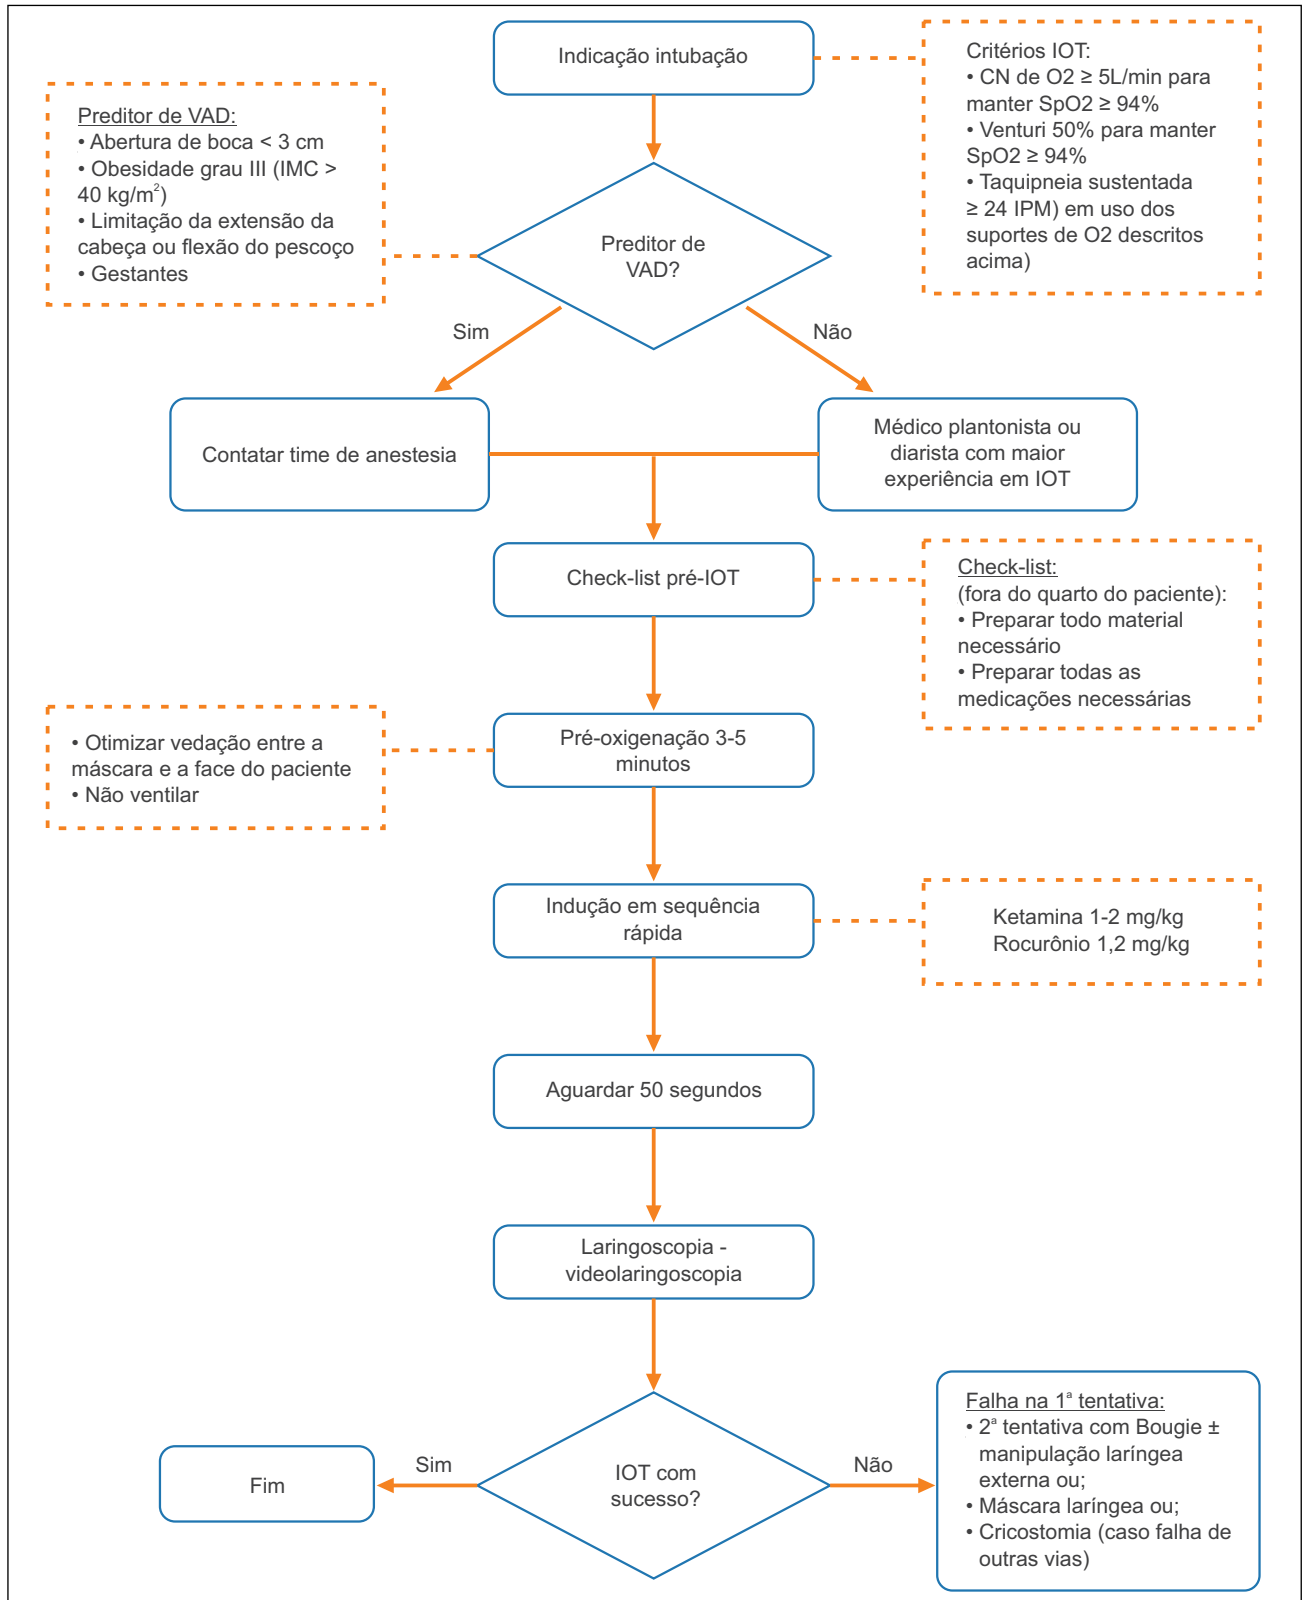 Indicação intubação
Critérios IOT:
• CN de O2 ≥ 5L/min para
manter SpO2 ≥ 94%
• Venturi 50% para manter
SpO2 ≥ 94%
• Taquipneia sustentada
≥ 24 IPM) em uso dos
suportes de O2 descritos
acima)
Preditor de VAD:
• Abertura de boca < 3 cm
• Obesidade grau III (IMC >
40 kg/m²)
• Limitação da extensão da
cabeça ou flexão do pescoço
• Gestantes
Preditor de
VAD?
Sim
Não
Contatar time de anestesia
Médico plantonista ou
diarista com maior
experiência em IOT
Check-list pré-IOT
Check-list:
(fora do quarto do paciente):
• Preparar todo material
necessário
• Preparar todas as
medicações necessárias
Pré-oxigenação 3-5
minutos
• Otimizar vedação entre a
máscara e a face do paciente
• Não ventilar
Indução em sequência
rápida
Ketamina 1-2 mg/kg
Rocurônio 1,2 mg/kg
Aguardar 50 segundos
Laringoscopia -
videolaringoscopia
IOT com
sucesso?
Sim
Não
Fim
Falha na 1ª tentativa:
• 2ª tentativa com Bougie ±
manipulação laríngea
externa ou;
• Máscara laríngea ou;
• Cricostomia (caso falha de
outras vias)